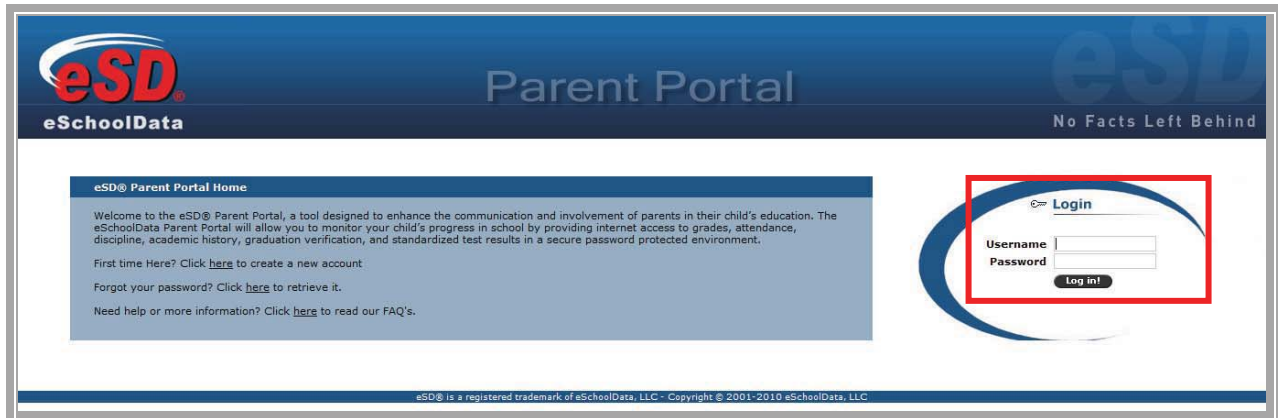 eSD
eSD®
Parent Portal
eSchoolData
No Facts Left Behind
eSD® Parent Portal Home
Welcome to the eSD® Parent Portal, a tool designed to enhance the communication and involvement of parents in their child's education. The
eSchoolData Parent Portal will allow you to monitor your child's progress in school by providing internet access to grades, attendance,
discipline, academic history, graduation verification, and standardized test results in a secure password protected environment.
First time Here? Click here to create a new account
Forgot your password? Click here to retrieve it.
Need help or more information? Click here to read our FAQ's.
Login
Username
Password
Log in!
eSD® is a registered trademark of eSchoolData, LLC - Copyright © 2001-2010 eSchoolData, LLC